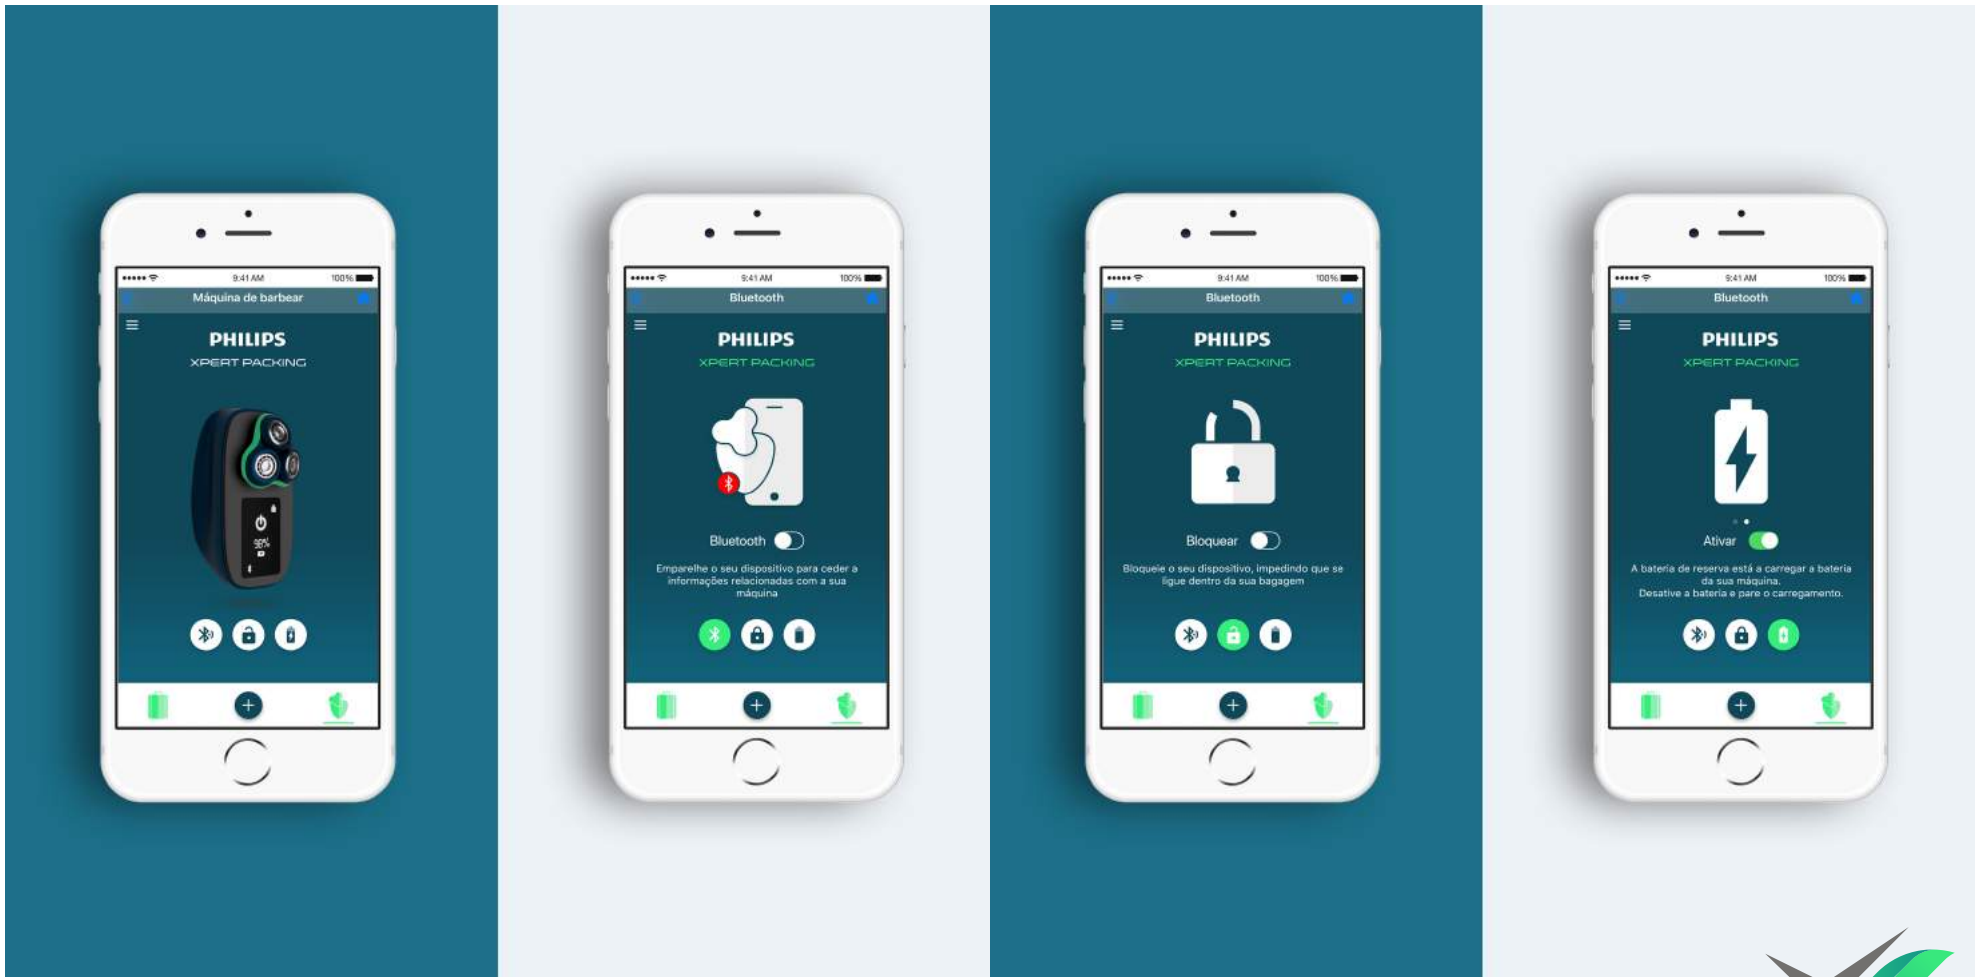 9:41 AM
100%
Máquina de barbear
PHILIPS
XPERT PACKING
98%
9:41 AM
100%
Bluetooth
PHILIPS
XPERT PACKING
Bluetooth
Emparelhe o seu dispositivo para ceder a
informações relacionadas com a sua
máquina
9:41 AM
100%
Bluetooth
PHILIPS
XPERT PACKING
Bloquear
Bloqueie o seu dispositivo, impedindo que se
ligue dentro da sua bagagem
9:41 AM
100%
Bluetooth
PHILIPS
XPERT PACKING
Ativar
A bateria de reserva está a carregar a bateria
da sua máquina.
Desative a bateria e pare o carregamento.